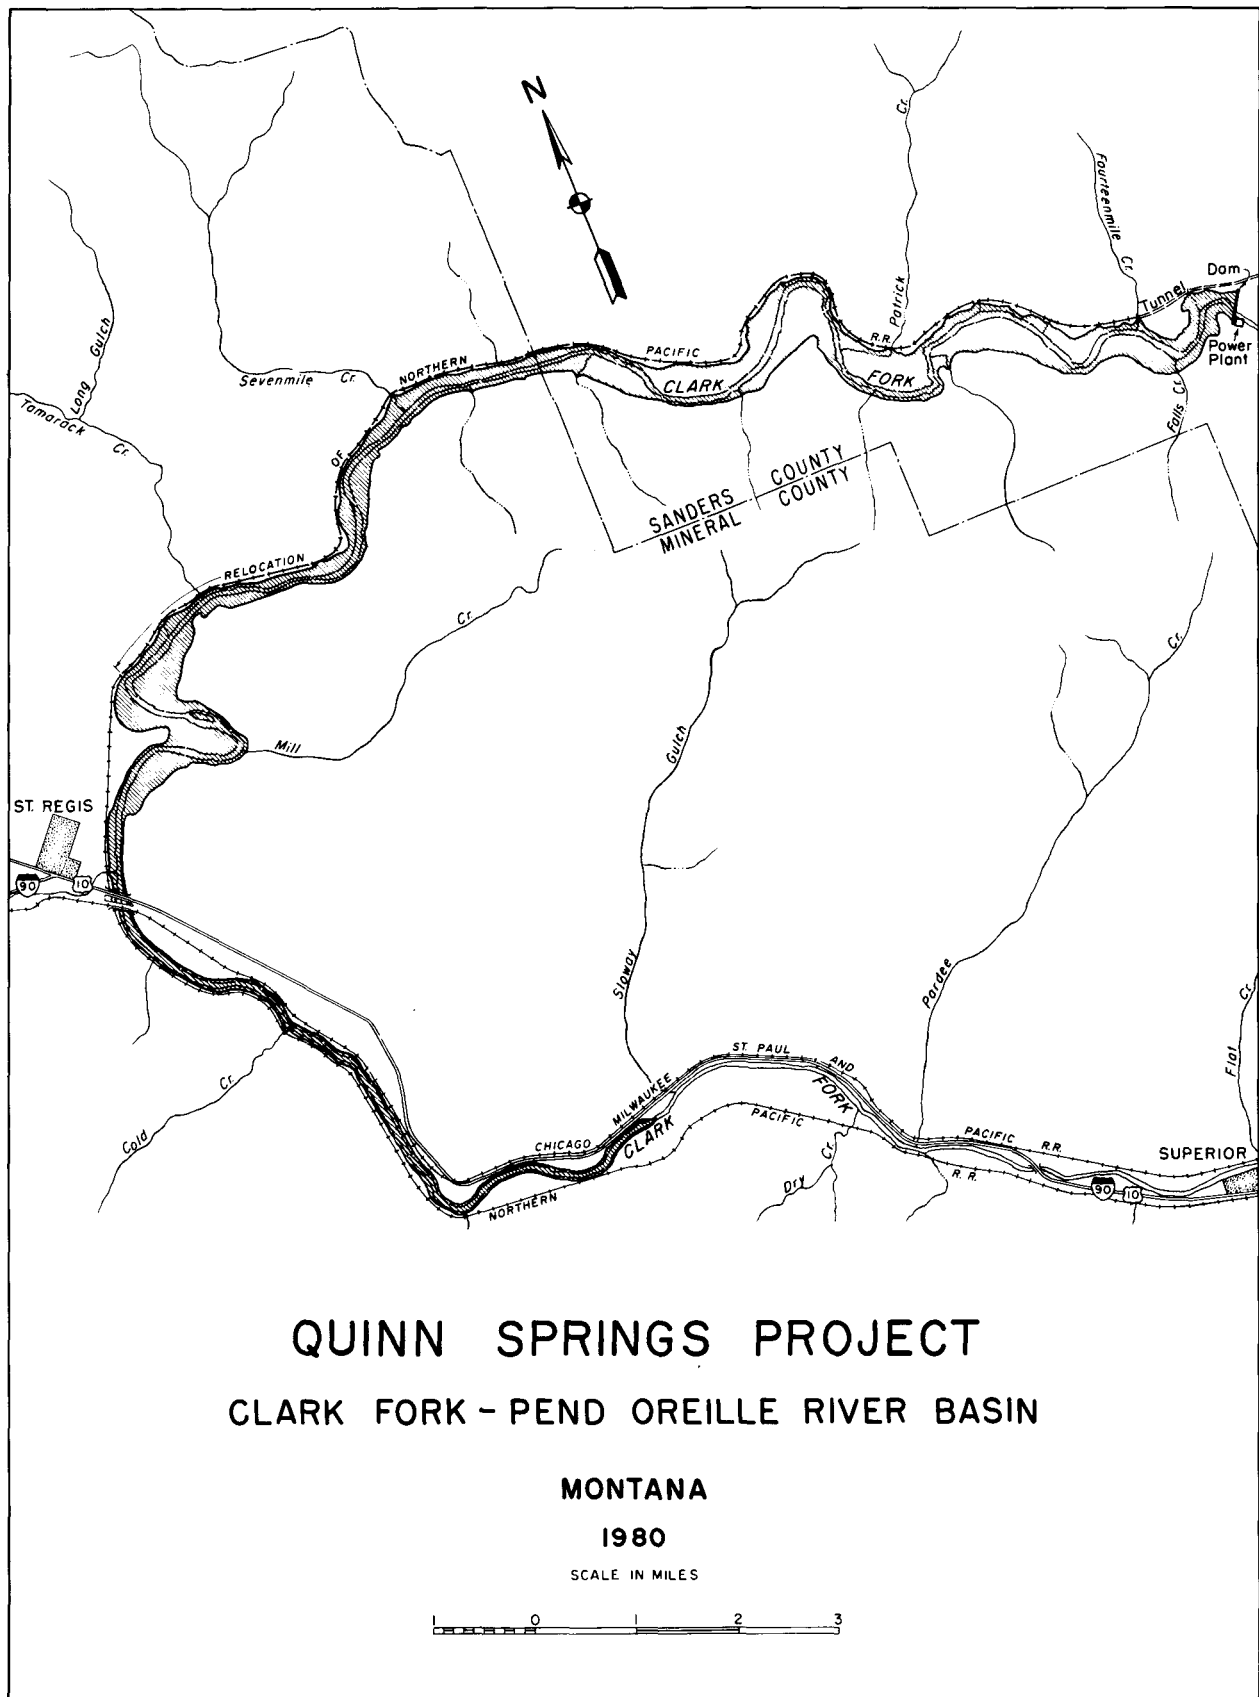 N
Cr.
Patrick
Fourteenmile
Cr.
Dam
Tunnel
Power
Plant
Long Gulch
Tamarack
Cr.
Sevenmile Cr.
NORTHERN
PACIFIC
R.R.
CLARK
FORK
Falls Cr.
OF
RELOCATION
SANDERS COUNTY
MINERAL COUNTY
Cr.
Mill
Cr.
Gulch
Sloway
Pardee
ST. REGIS
90
10
Cr.
Flat
Cr.
Cold
ST. PAUL AND
MILWAUKEE
CHICAGO
CLARK
FORK
PACIFIC
NORTHERN
PACIFIC R.R.
R.R.
Cr.
Dry
SUPERIOR
90
10
QUINN SPRINGS PROJECT
CLARK FORK - PEND OREILLE RIVER BASIN
MONTANA
1980
SCALE IN MILES
1 0 1 2 3